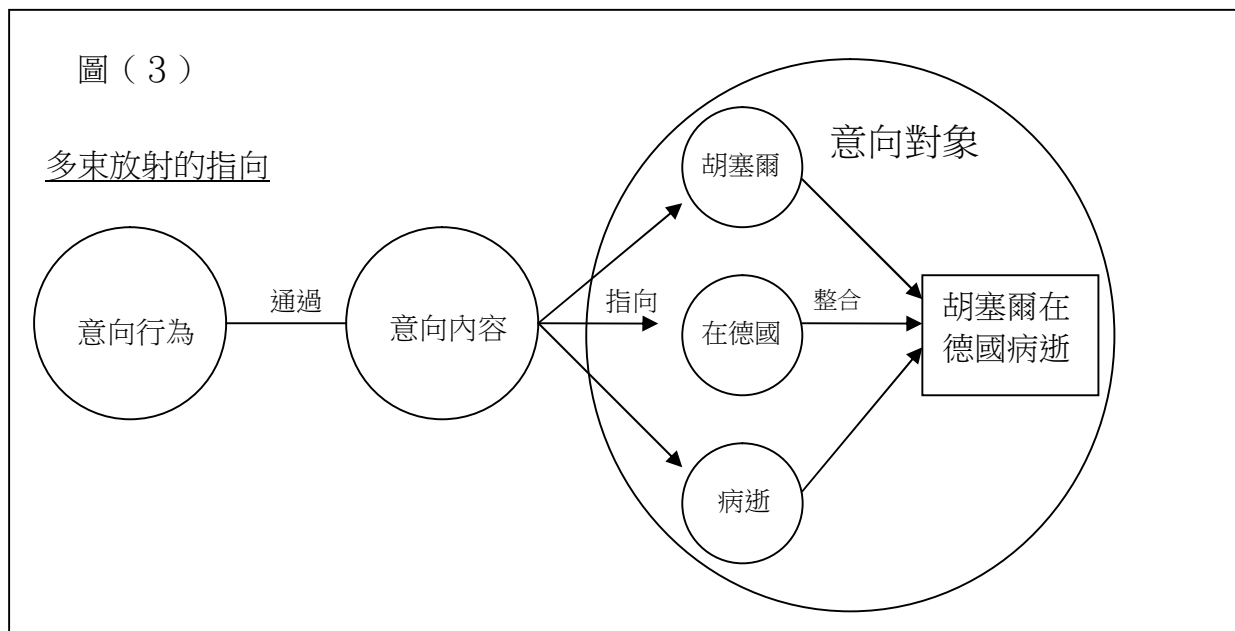 圖（３）
多束放射的指向
意向對象
胡塞爾
通過
指向
整合
意向行為
意向內容
在德國
胡塞爾在
德國病逝
病逝